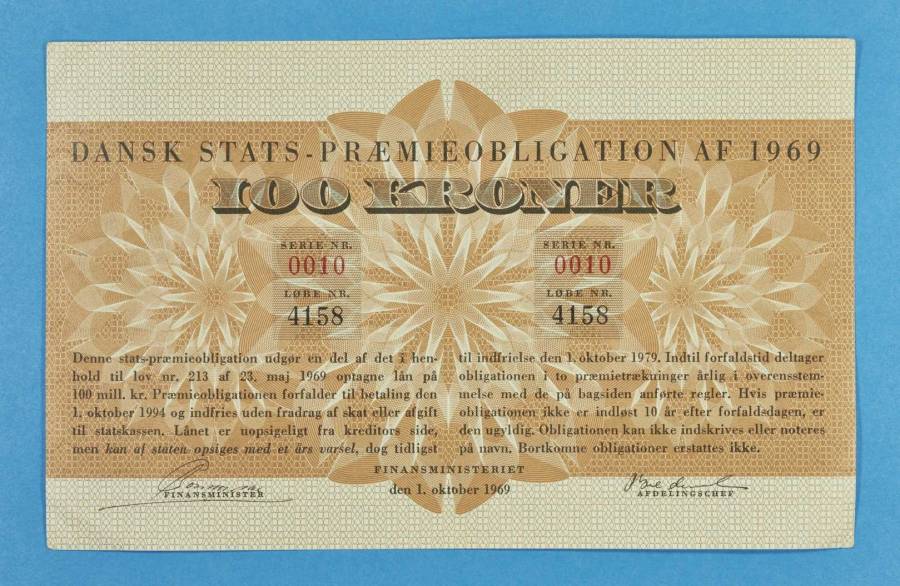 DANSK STATS-PRÆMIEOBLIGATION AF 1969
100 KRONER
SERIE NR.
0010
LØBE NR.
4158
SERIE NR.
0010
LØBE NR.
4158
Denne stats-præmieobligation udgør en del af det i hen-
hold til lov nr. 213 af 23. maj 1969 optagne lån på
100 mill. kr. Præmieobligationen forfalder til betaling den
1. oktober 1994 og indfries uden fradrag af skat eller afgift
til statskassen. Lånet er uopsigeligt fra kreditors side,
men kan af staten opsiges med et års varsel, dog tidligst
til indfrielse den 1. oktober 1979. Indtil forfaldstid deltager
obligationen i to præmietrækninger årlig i overensstem-
melse med de på bagsiden anførte regler. Hvis præmie-
obligationen ikke er indløst 10 år efter forfaldsdagen, er
den ugyldig. Obligationen kan ikke indskrives eller noteres
på navn. Bortkomne obligationer erstattes ikke.
FINANSMINISTERIET
den 1. oktober 1969
FINANSMINISTER
AFDELINGSCHEF